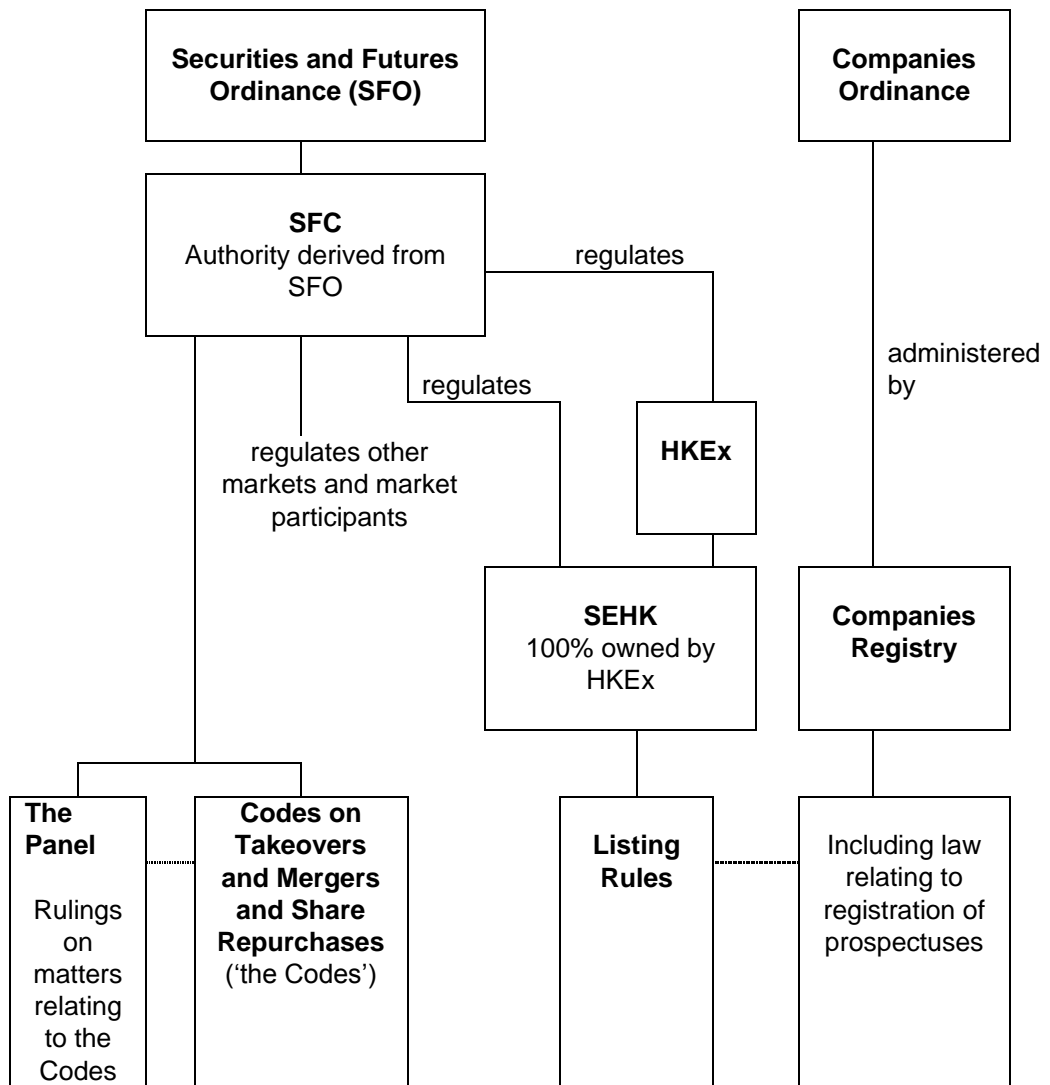 Securities and Futures
Ordinance (SFO)
Companies
Ordinance
SFC
Authority derived from
SFO
regulates
administered
by
regulates
regulates other
markets and market
participants
HKEx
SEHK
100% owned by
HKEx
Companies
Registry
The
Panel
Rulings
on
matters
relating
to the
Codes
Codes on
Takeovers
and Mergers
and Share
Repurchases
(‘the Codes’)
Listing
Rules
Including law
relating to
registration of
prospectuses